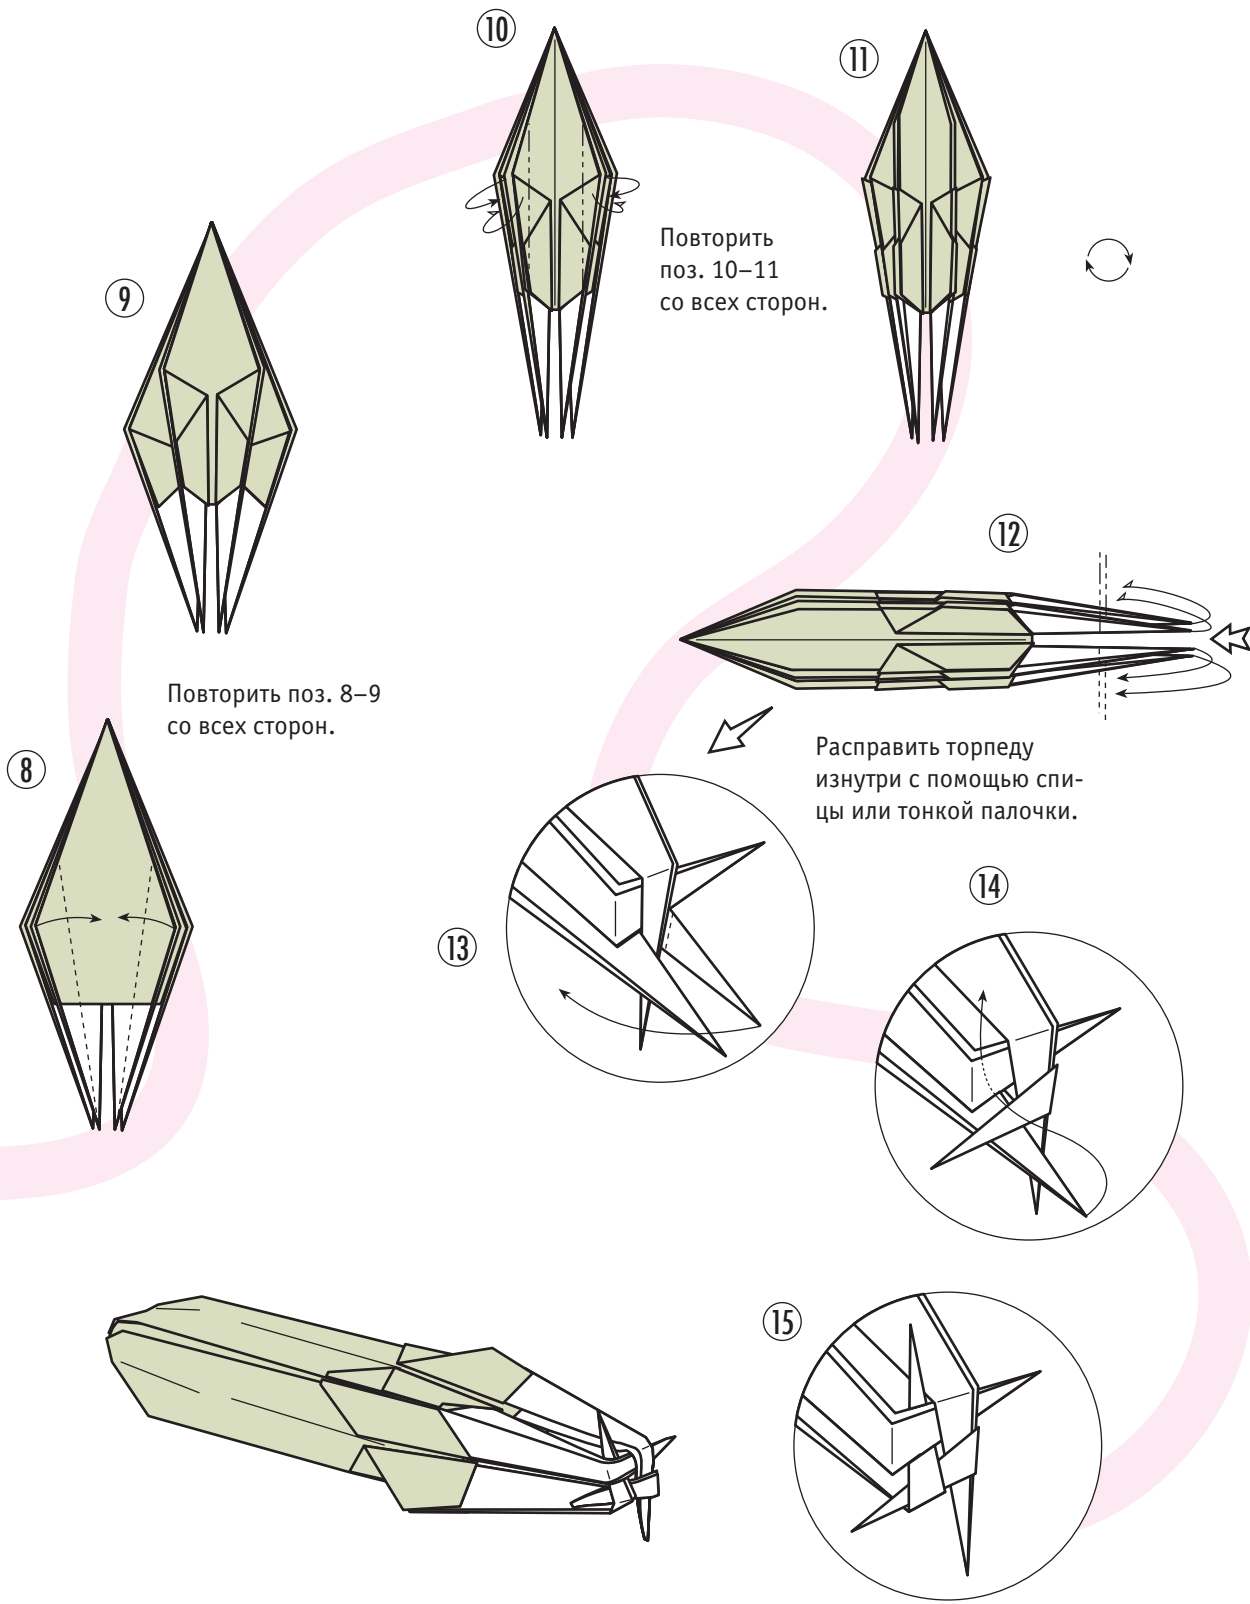 8
Повторить поз. 8–9
со всех сторон.
9
10
Повторить
поз. 10–11
со всех сторон.
11
12
Расправить торпеду
изнутри с помощью спи-
цы или тонкой палочки.
13
14
15